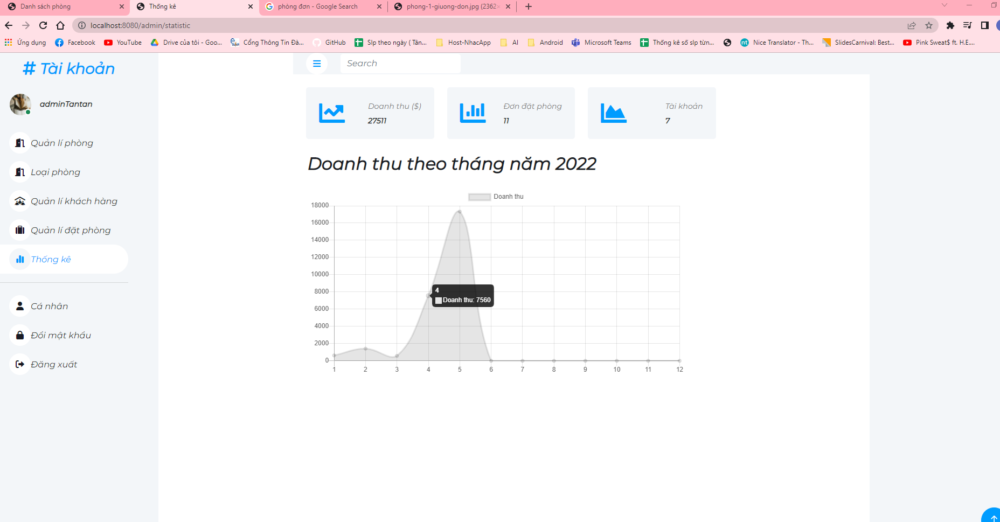 Danh sách phòng
Thống kê
phòng đơn - Google Search
phong-1-giuong-don.jpg (2362×
localhost:8080/admin/statistic
Ứng dụng
Facebook
YouTube
Drive của tôi - Goo...
Cổng Thông Tin Đà...
GitHub
Slp theo ngày ( Tân...
Host-NhacApp
AI
Android
Microsoft Teams
Thống kê số slp từn...
Nice Translator - Th...
SlidesCarnival: Best...
Pink Sweat$ ft. H.E....
# Tài khoản
adminTantan
Quản lí phòng
Loại phòng
Quản lí khách hàng
Quản lí đặt phòng
Thống kê
Cá nhân
Đổi mật khẩu
Đăng xuất
Search
Doanh thu ($)
27511
Đơn đặt phòng
11
Tài khoản
7
Doanh thu theo tháng năm 2022
Doanh thu
18000
16000
14000
12000
10000
8000
6000
4000
2000
0
4
Doanh thu: 7560
1 2 3 4 5 6 7 8 9 10 11 12